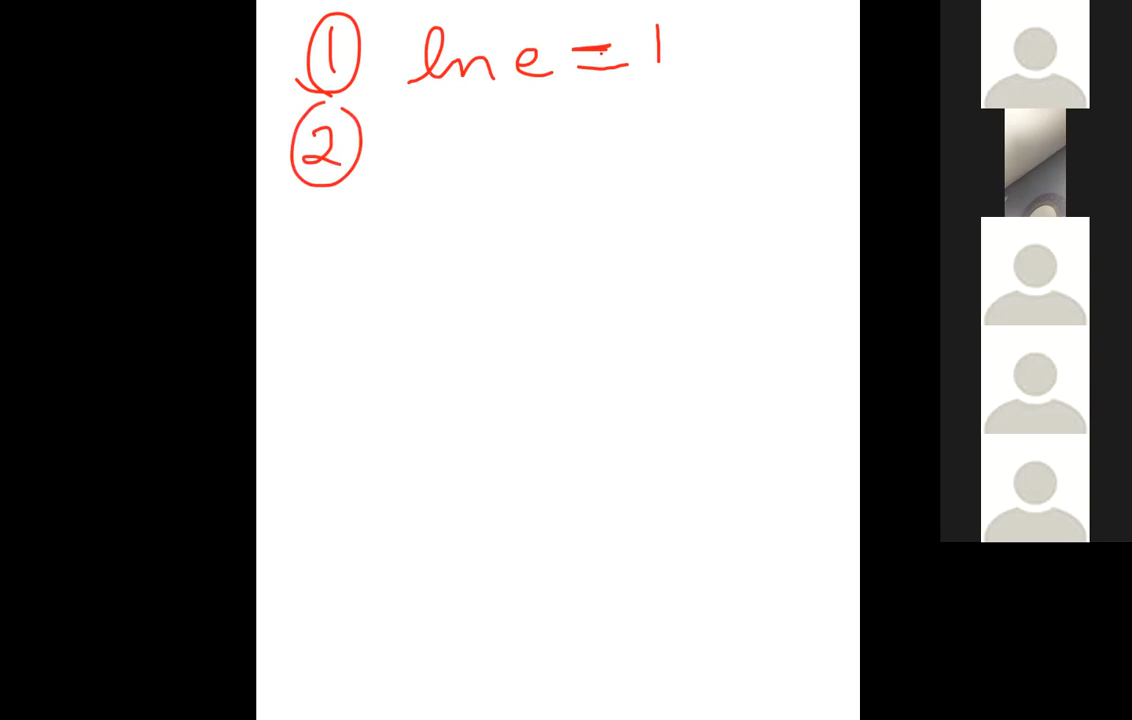 ① ln e = 1
②